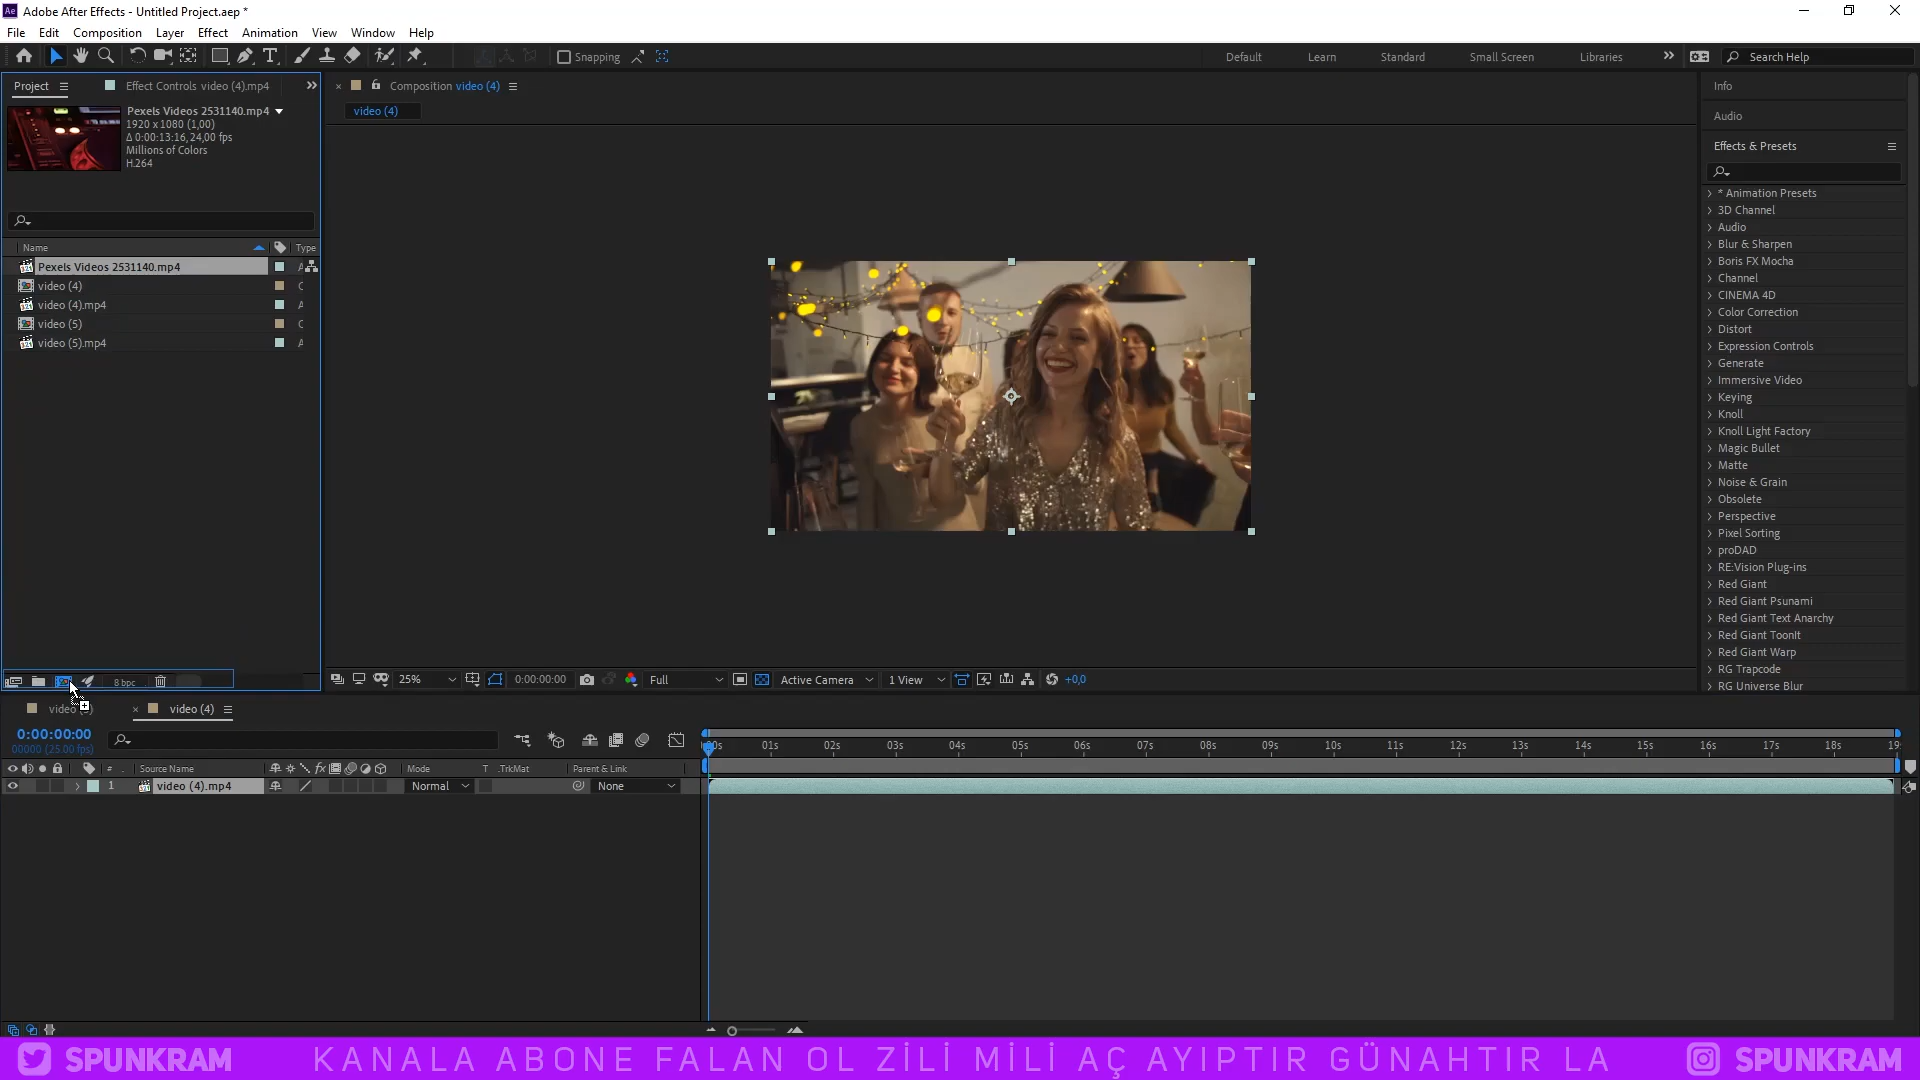 Adobe After Effects - Untitled Project.aep *
File Edit Composition Layer Effect Animation View Window Help
Snapping
Default Learn Standard Small Screen Libraries
Search Help
Project
Effect Controls video (4).mp4
Pexels Videos 2531140.mp4
1920 x 1080 (1,00)
Δ 0:00:13:16, 24,00 fps
Millions of Colors
H.264
Name Type
Pexels Videos 2531140.mp4 A
video (4) C
video (4).mp4 A
video (5) C
video (5).mp4 A
8 bpc
Composition video (4)
video (4)
25% 0:00:00:00 Full Active Camera 1 View +0,0
Info
Audio
Effects & Presets
* Animation Presets
3D Channel
Audio
Blur & Sharpen
Boris FX Mocha
Channel
CINEMA 4D
Color Correction
Distort
Expression Controls
Generate
Immersive Video
Keying
Knoll
Knoll Light Factory
Magic Bullet
Matte
Noise & Grain
Obsolete
Perspective
Pixel Sorting
proDAD
RE:Vision Plug-ins
Red Giant
Red Giant Psunami
Red Giant Text Anarchy
Red Giant ToonIt
Red Giant Warp
RG Trapcode
RG Universe Blur
video video (4)
0:00:00:00
00000 (25.00 fps)
01s 02s 03s 04s 05s 06s 07s 08s 09s 10s 11s 12s 13s 14s 15s 16s 17s 18s 19
# Source Name fx Mode T .TrkMat Parent & Link
1 video (4).mp4 Normal None
SPUNKRAM KANALA ABONE FALAN OL ZİLİ MİLİ AÇ AYIPTIR GÜNAHTIR LA SPUNKRAM